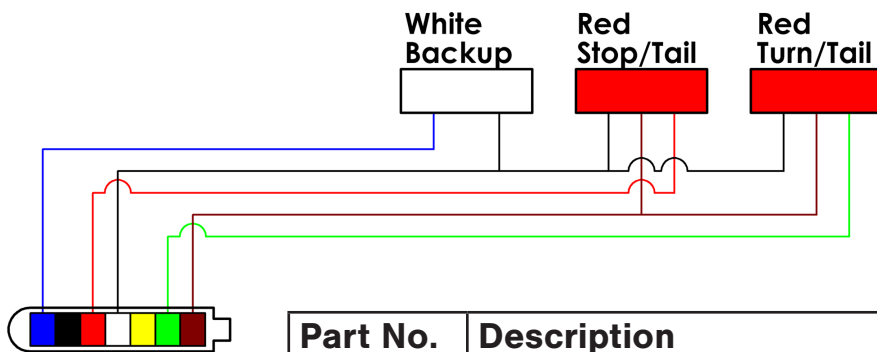 White
Backup
Red
Stop/Tail
Red
Turn/Tail
Part No. Description